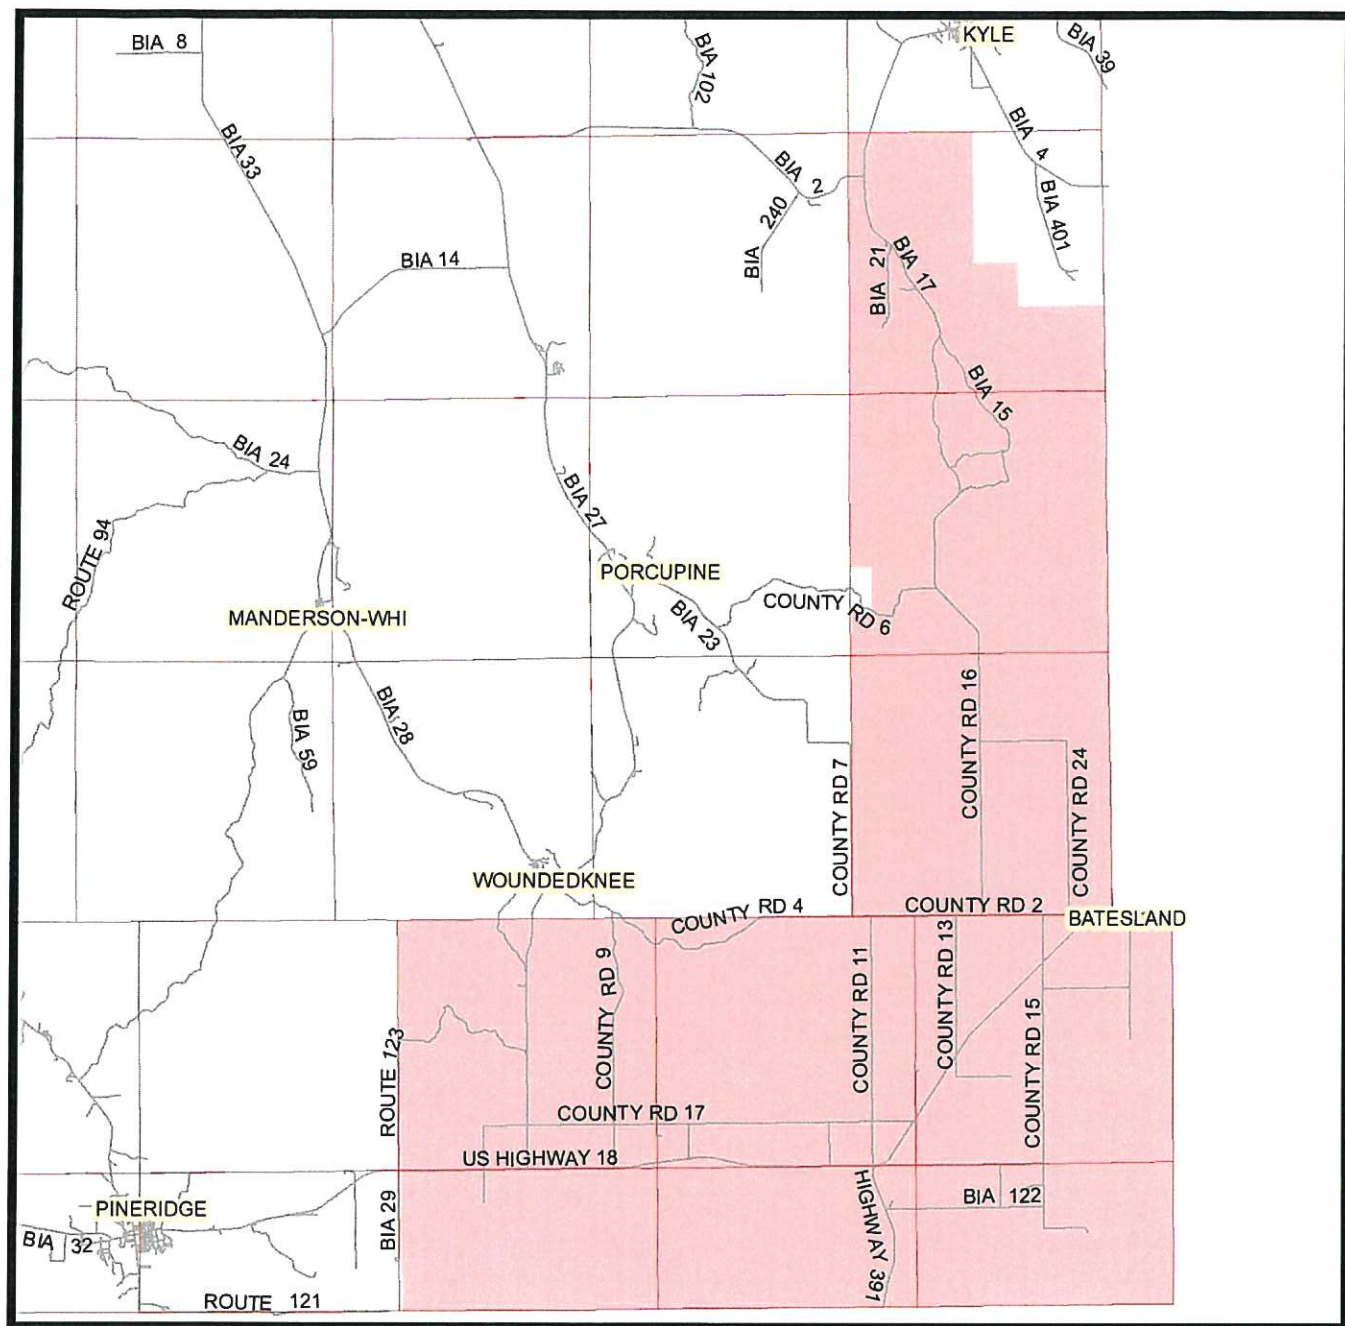 BIA 8
KYLE
BIA 39
BIA 102
BIA 33
BIA 4
BIA 2
BIA 401
BIA 240
BIA 14
BIA 21
BIA 17
BIA 15
BIA 24
BIA 27
ROUTE 94
PORCUPINE
COUNTY RD 6
MANDERSON-WHI
BIA 23
BIA 28
BIA 59
COUNTY RD 16
COUNTY RD 7
COUNTY RD 24
WOUNDEDKNEE
COUNTY RD 4
COUNTY RD 2
BATESLAND
COUNTY RD 9
COUNTY RD 11
COUNTY RD 13
COUNTY RD 15
ROUTE 123
COUNTY RD 17
US HIGHWAY 18
HIGHWAY 391
BIA 122
PINERIDGE
BIA 29
BIA 32
ROUTE 121